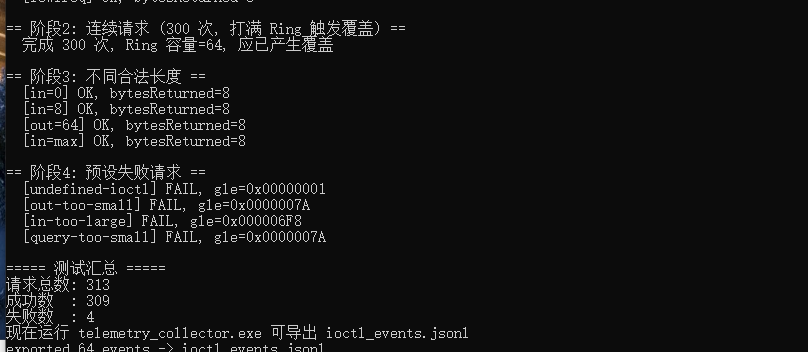 == 阶段2: 连续请求 (300 次, 打满 Ring 触发覆盖) ==
完成 300 次, Ring 容量=64, 应已产生覆盖
== 阶段3: 不同合法长度 ==
[in=0] OK, bytesReturned=8
[in=8] OK, bytesReturned=8
[out=64] OK, bytesReturned=8
[in=max] OK, bytesReturned=8
== 阶段4: 预设失败请求 ==
[undefined-ioctl] FAIL, gle=0x00000001
[out-too-small] FAIL, gle=0x0000007A
[in-too-large] FAIL, gle=0x000006F8
[query-too-small] FAIL, gle=0x0000007A
===== 测试汇总 =====
请求总数: 313
成功数  : 309
失败数  : 4
现在运行 telemetry_collector.exe 可导出 ioctl_events.jsonl
exported 64 events -> ioctl_events.jsonl